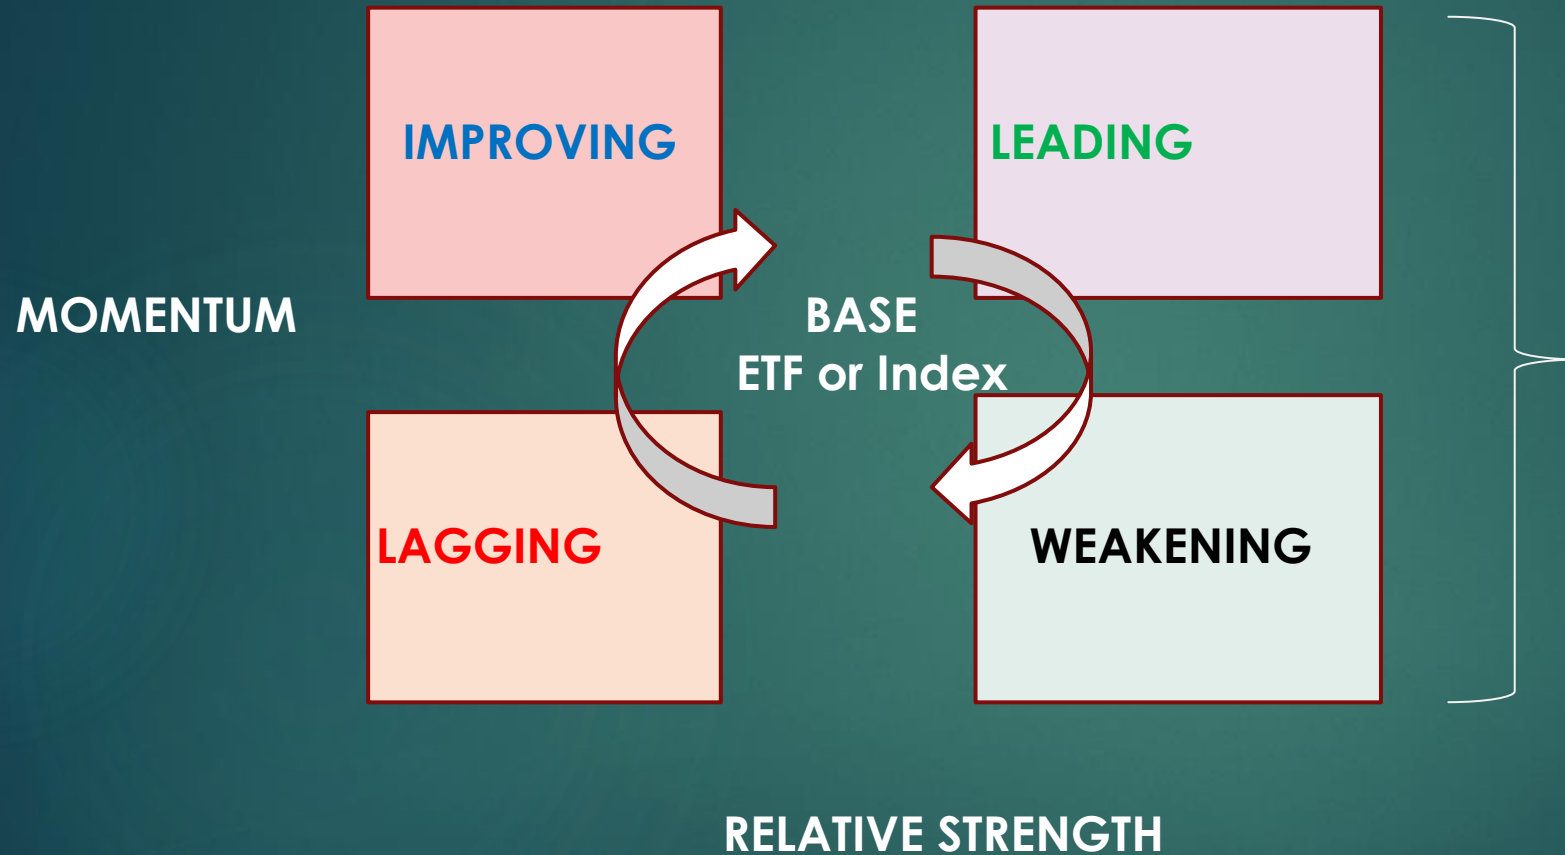 IMPROVING
LEADING
MOMENTUM
BASE
ETF or Index
LAGGING
WEAKENING
RELATIVE STRENGTH